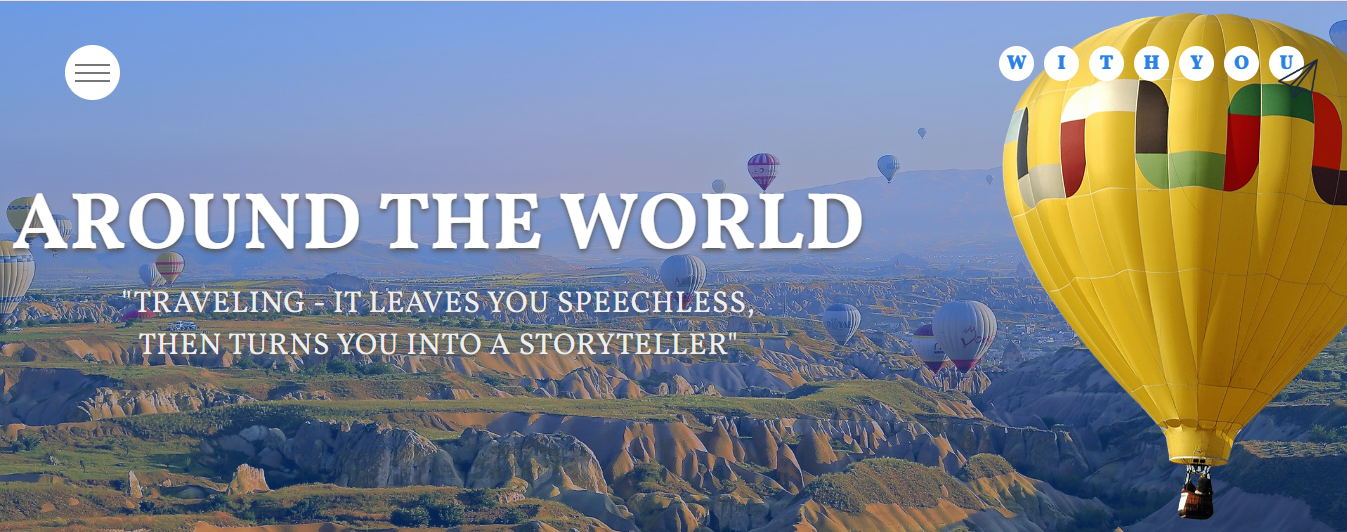 W I T H Y O U
AROUND THE WORLD
"TRAVELING - IT LEAVES YOU SPEECHLESS,
THEN TURNS YOU INTO A STORYTELLER"